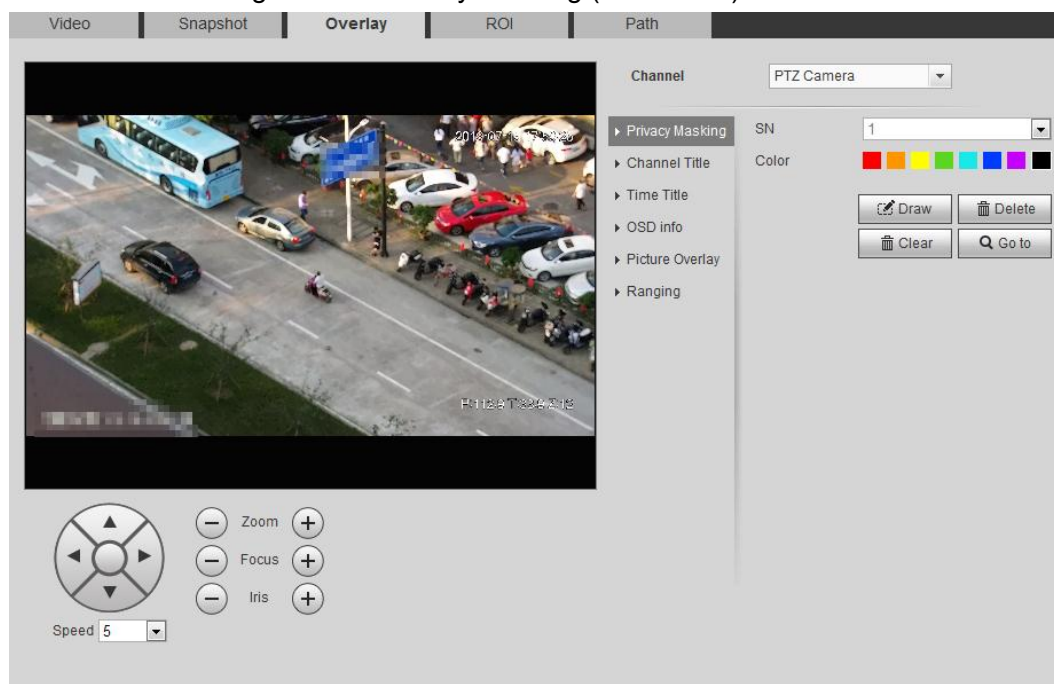 Video Snapshot Overlay ROI Path
Channel PTZ Camera
Privacy Masking
Channel Title
Time Title
OSD info
Picture Overlay
Ranging
SN 1
Color
Draw Delete
Clear Go to
Zoom
Focus
Iris
Speed 5